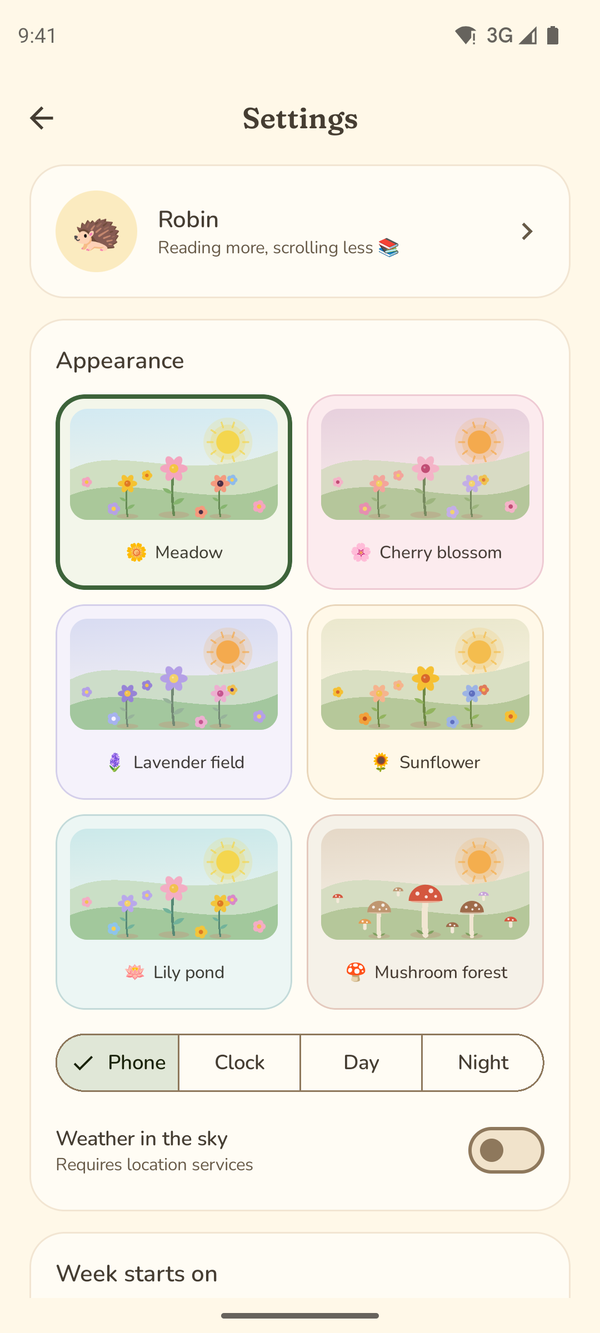 9:41
3G
Settings
Robin
Reading more, scrolling less 📚
Appearance
🌼 Meadow
🌸 Cherry blossom
🪻 Lavender field
🌻 Sunflower
🪷 Lily pond
🍄 Mushroom forest
Phone
Clock
Day
Night
Weather in the sky
Requires location services
Week starts on